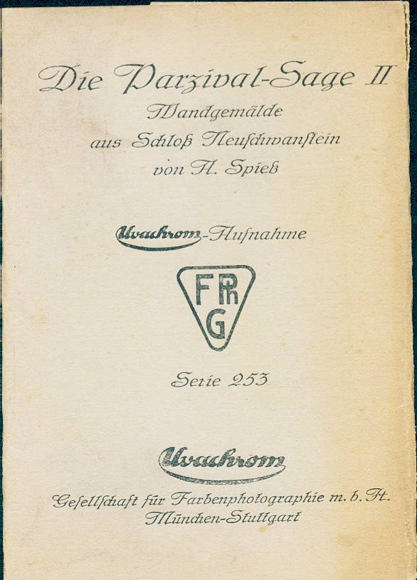 Die Parzival-Sage II
Wandgemälde
aus Schloß Neuſchwanſtein
von A. Spieß
Uvachrom-Aufnahme
F Ph
G
Serie 253
Uvachrom
Geſellſchaft für Farbenphotographie m. b. H.
München-Stuttgart